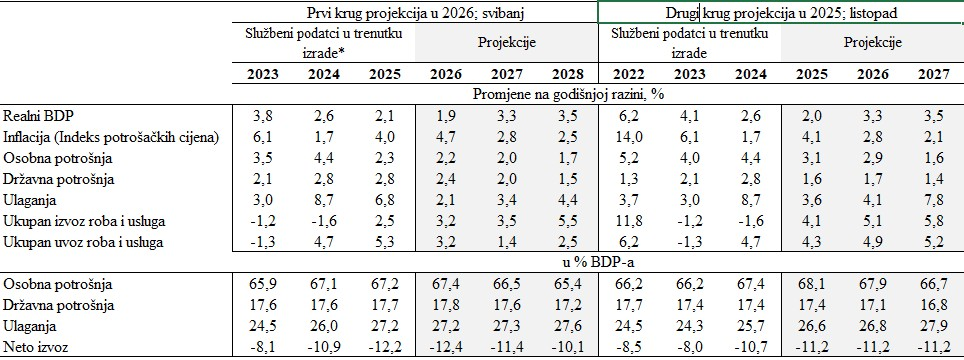 Prvi krug projekcija u 2026; svibanj Drugi krug projekcija u 2025; listopad
Službeni podatci u trenutku izrade* Projekcije Službeni podatci u trenutku izrade Projekcije
2023 2024 2025 2026 2027 2028 2022 2023 2024 2025 2026 2027
Promjene na godišnjoj razini, %
Realni BDP 3,8 2,6 2,1 1,9 3,3 3,5 6,2 4,1 2,6 2,0 3,3 3,5
Inflacija (Indeks potrošačkih cijena) 6,1 1,7 4,0 4,7 2,8 2,5 14,0 6,1 1,7 4,1 2,8 2,1
Osobna potrošnja 3,5 4,4 2,3 2,2 2,0 1,7 5,2 4,0 4,4 3,1 2,9 1,6
Državna potrošnja 2,1 2,8 2,8 2,4 2,0 1,5 1,3 2,1 2,8 1,6 1,7 1,4
Ulaganja 3,0 8,7 6,8 2,1 3,4 4,4 3,7 3,0 8,7 3,6 4,1 7,8
Ukupan izvoz roba i usluga -1,2 -1,6 2,5 3,2 3,5 5,5 11,8 -1,2 -1,6 4,1 5,1 5,8
Ukupan uvoz roba i usluga -1,3 4,7 5,3 3,2 1,4 2,5 6,2 -1,3 4,7 4,3 4,9 5,2
u % BDP-a
Osobna potrošnja 65,9 67,1 67,2 67,4 66,5 65,4 66,2 66,2 67,4 68,1 67,9 66,7
Državna potrošnja 17,6 17,6 17,7 17,8 17,6 17,2 17,7 17,4 17,6 17,4 17,1 16,8
Ulaganja 24,5 26,0 27,2 27,2 27,3 27,6 24,5 24,3 25,7 26,6 26,8 27,9
Neto izvoz -8,1 -10,9 -12,2 -12,4 -11,4 -10,1 -8,5 -8,0 -10,7 -11,2 -11,2 -11,2